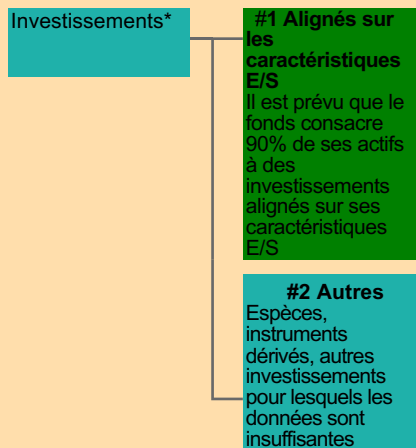 Investissements*
#1 Alignés sur
les
caractéristiques
E/S
Il est prévu que le
fonds consacre
90% de ses actifs
à des
investissements
alignés sur ses
caractéristiques
E/S
#2 Autres
Espèces,
instruments
dérivés, autres
investissements
pour lesquels les
données sont
insuffisantes